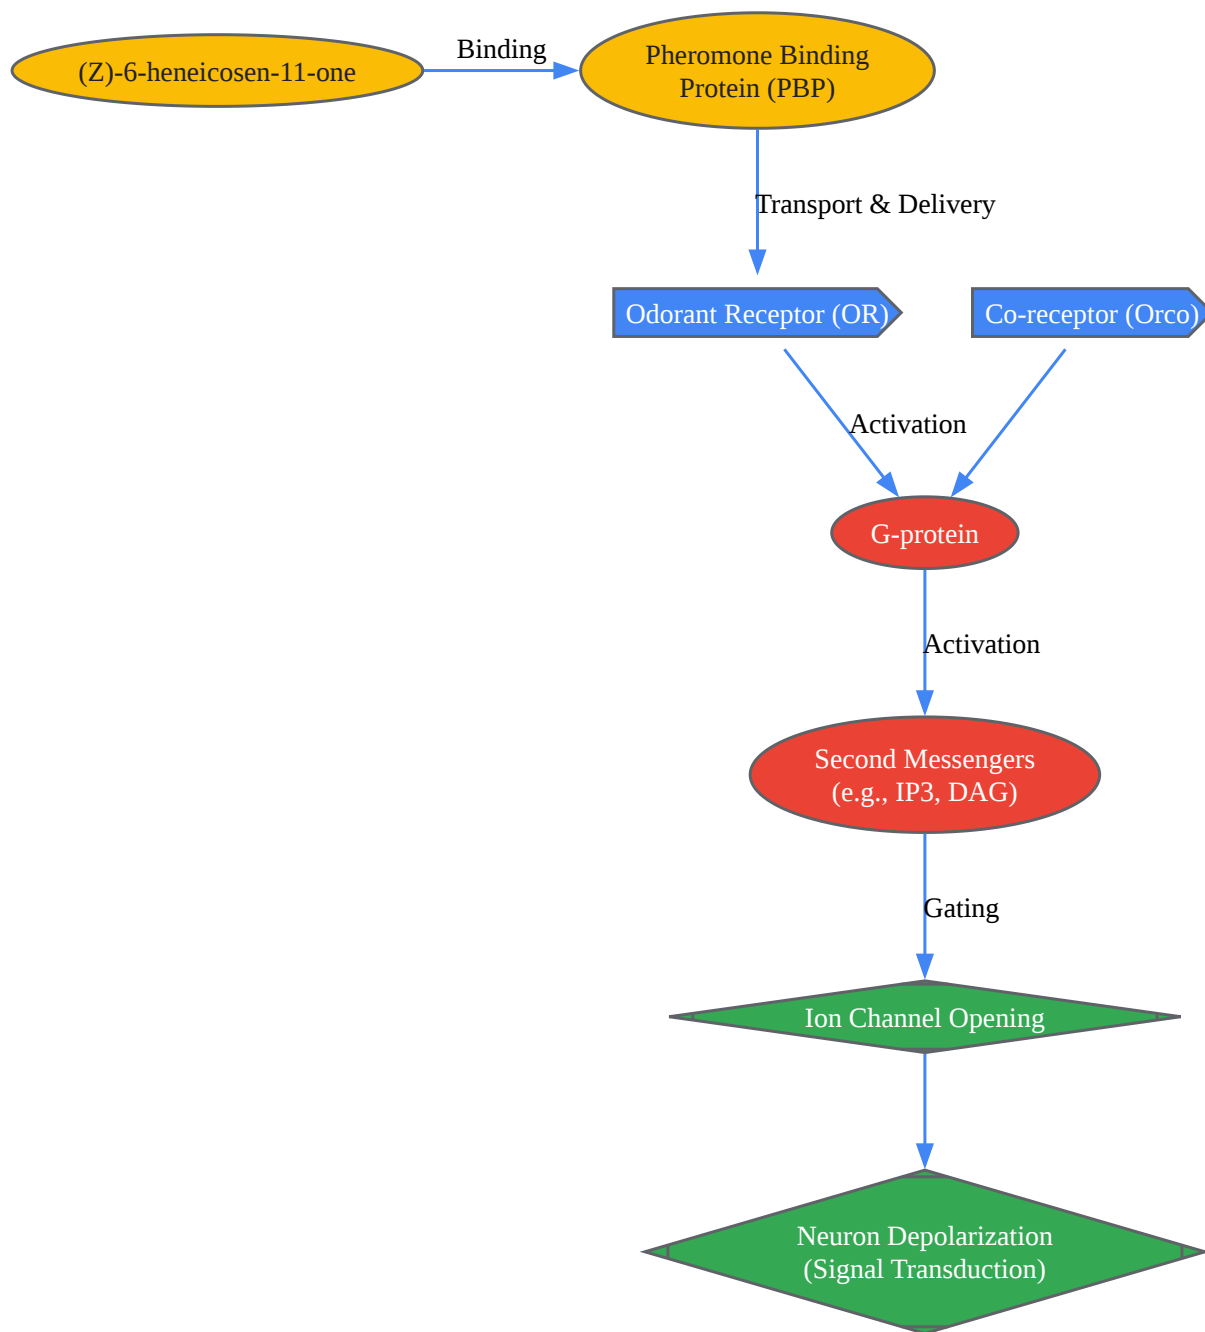 (Z)-6-heneicosen-11-one
Binding
Pheromone Binding
Protein (PBP)
Transport & Delivery
Odorant Receptor (OR)
Co-receptor (Orco)
Activation
G-protein
Activation
Second Messengers
(e.g., IP3, DAG)
Gating
Ion Channel Opening
Neuron Depolarization
(Signal Transduction)